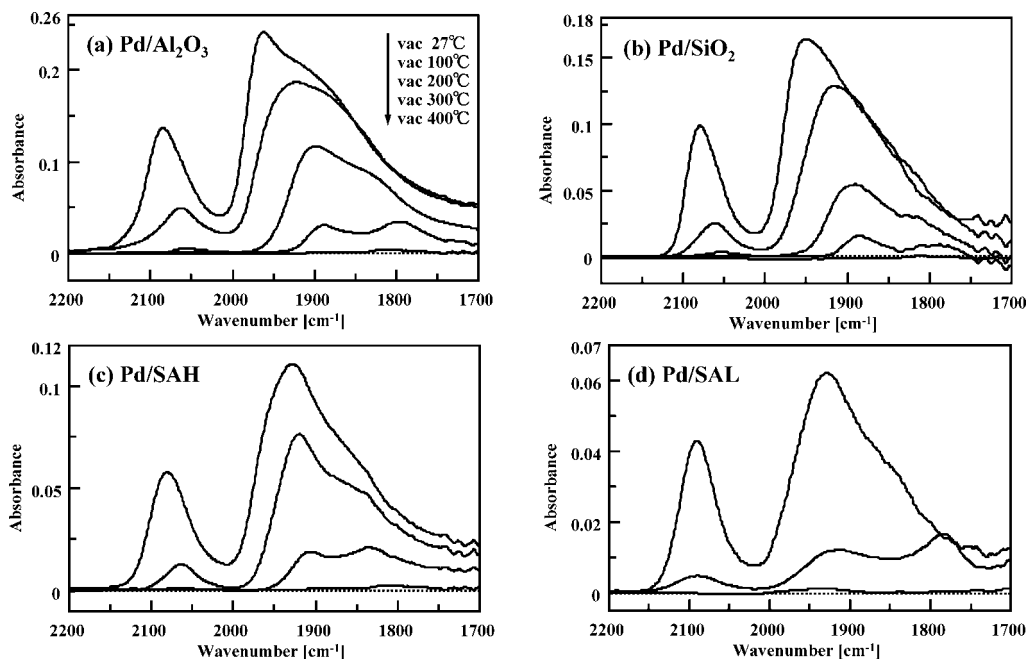 (a) Pd/Al₂O₃
vac 27℃
vac 100℃
vac 200℃
vac 300℃
vac 400℃
0.26
0.2
0.1
0
Absorbance
2200 2100 2000 1900 1800 1700
Wavenumber [cm⁻¹]
(b) Pd/SiO₂
0.18
0.15
0.1
0.05
0
Absorbance
2200 2100 2000 1900 1800 1700
Wavenumber [cm⁻¹]
(c) Pd/SAH
0.12
0.1
0.05
0
Absorbance
2200 2100 2000 1900 1800 1700
Wavenumber [cm⁻¹]
(d) Pd/SAL
0.07
0.06
0.04
0.02
0
Absorbance
2200 2100 2000 1900 1800 1700
Wavenumber [cm⁻¹]